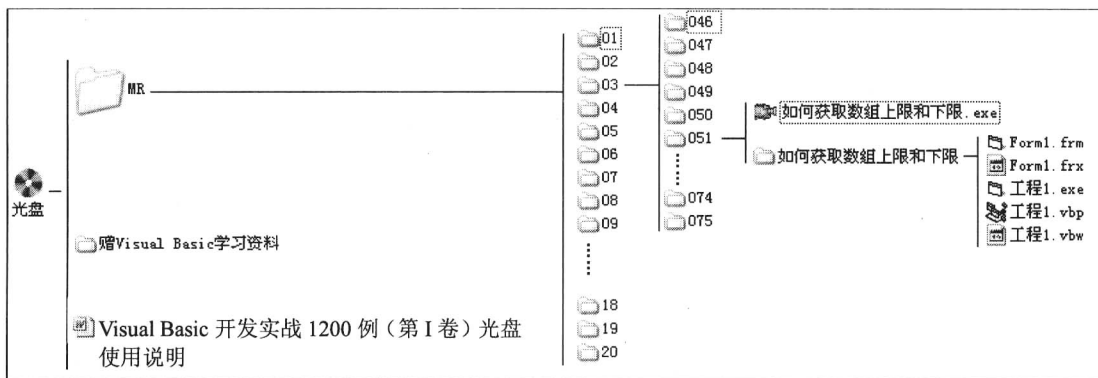 光盘
MR
赠Visual Basic学习资料
Visual Basic 开发实战 1200 例（第 I 卷）光盘
使用说明
01
02
03
04
05
06
07
08
09
18
19
20
046
047
048
049
050
051
074
075
如何获取数组上限和下限.exe
如何获取数组上限和下限
Form1.frm
Form1.frx
工程1.exe
工程1.vbp
工程1.vbw